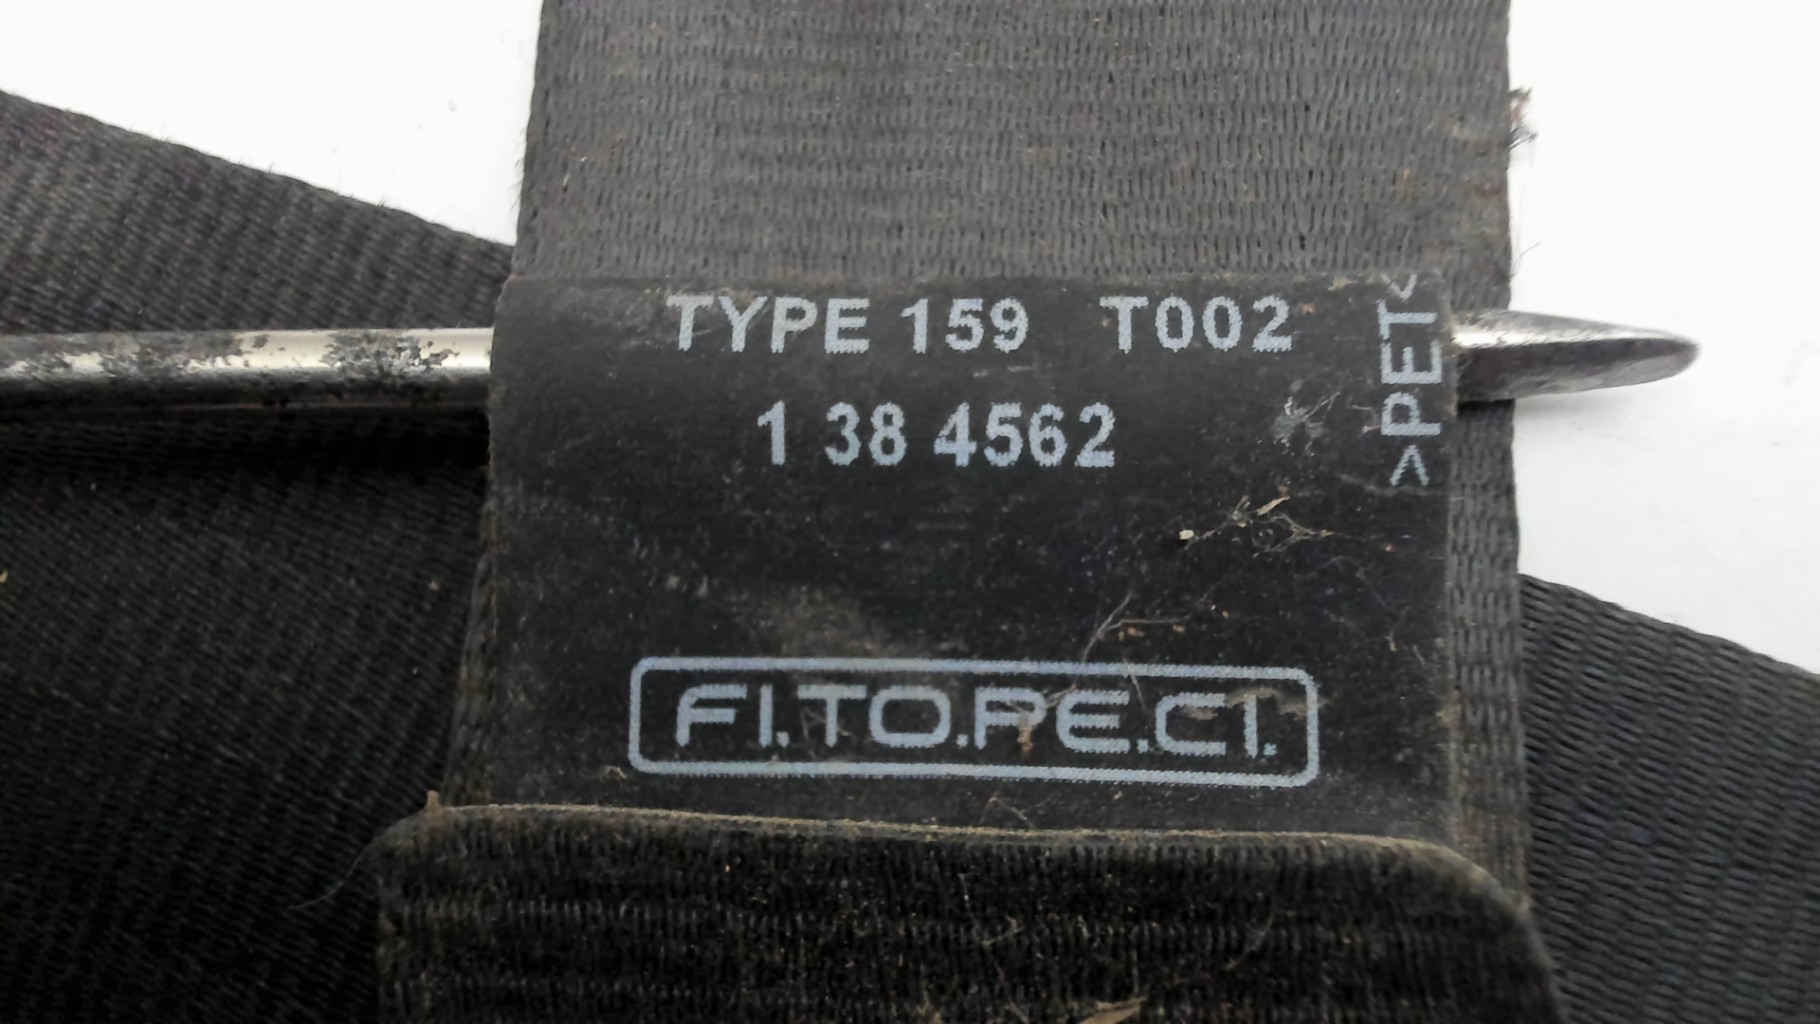 TYPE 159 T002
1 38 4562
>PET<
FI.TO.PE.CI.